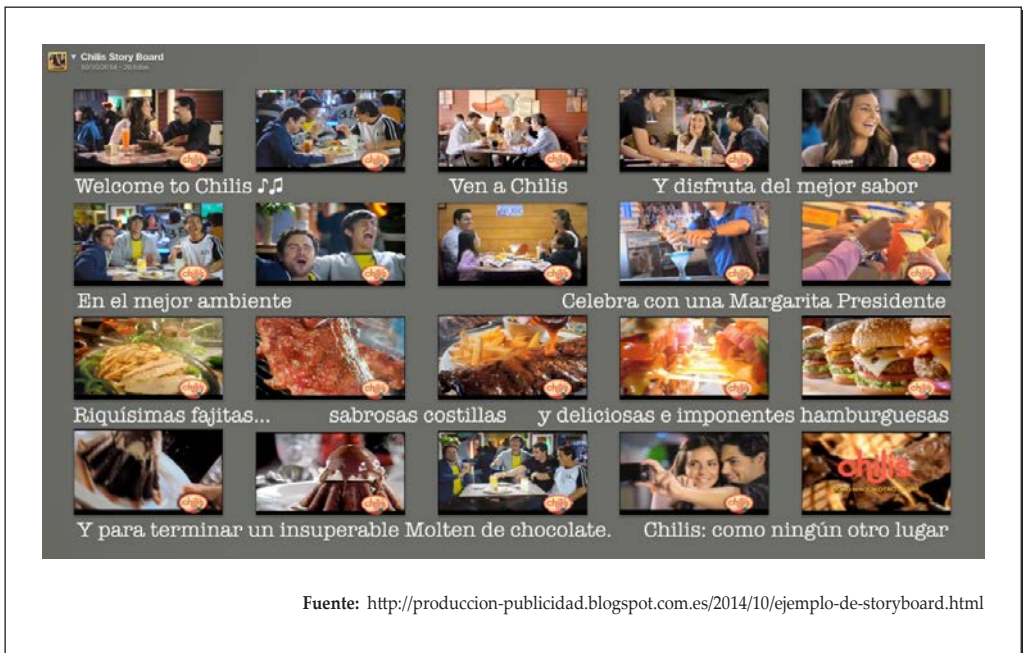 Chilis Story Board
Welcome to Chilis ♪♫
Ven a Chilis
Y disfruta del mejor sabor
En el mejor ambiente
Celebra con una Margarita Presidente
Riquísimas fajitas...
sabrosas costillas
y deliciosas e imponentes hamburguesas
chili's
Y para terminar un insuperable Molten de chocolate.
Chilis: como ningún otro lugar
Fuente: http://produccion-publicidad.blogspot.com.es/2014/10/ejemplo-de-storyboard.html